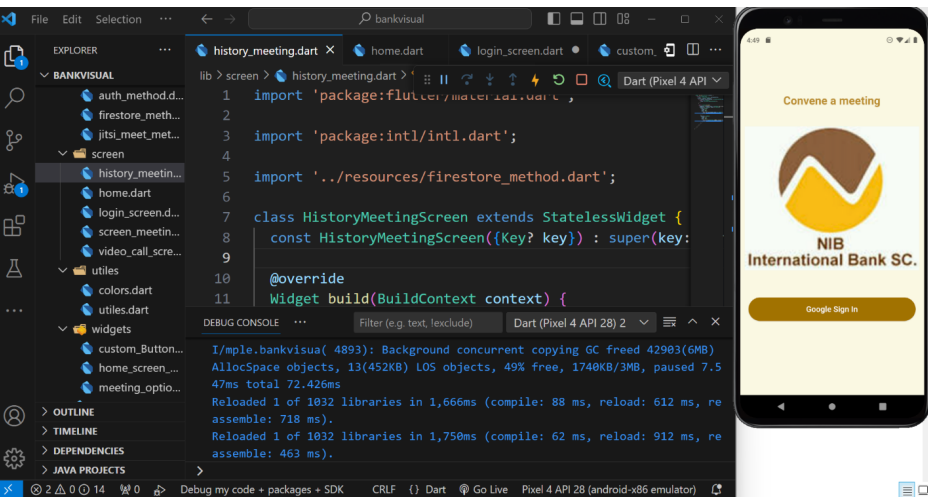 File Edit Selection ··· bankvisual
EXPLORER ···
BANKVISUAL
auth_method.d...
firestore_meth...
jitsi_meet_met...
screen
history_meetin...
home.dart
login_screen.d...
screen_meetin...
video_call_scre...
utiles
colors.dart
utiles.dart
widgets
custom_Button...
home_screen_...
meeting_optio...
OUTLINE
TIMELINE
DEPENDENCIES
JAVA PROJECTS
1
1
history_meeting.dart home.dart login_screen.dart custom_
lib > screen > history_meeting.dart >
Dart (Pixel 4 API
1 import 'package:flutter/material.dart';
2
3 import 'package:intl/intl.dart';
4
5 import '../resources/firestore_method.dart';
6
7 class HistoryMeetingScreen extends StatelessWidget {
8 const HistoryMeetingScreen({Key? key}) : super(key:
9
10 @override
11 Widget build(BuildContext context) {
DEBUG CONSOLE ··· Filter (e.g. text, !exclude) Dart (Pixel 4 API 28) 2
I/mple.bankvisua( 4893): Background concurrent copying GC freed 42903(6MB)
AllocSpace objects, 13(452KB) LOS objects, 49% free, 1740KB/3MB, paused 7.5
47ms total 72.426ms
Reloaded 1 of 1032 libraries in 1,666ms (compile: 88 ms, reload: 612 ms, re
assemble: 718 ms).
Reloaded 1 of 1032 libraries in 1,750ms (compile: 62 ms, reload: 912 ms, re
assemble: 463 ms).
>
2 0 14 0 Debug my code + packages + SDK CRLF {} Dart Go Live Pixel 4 API 28 (android-x86 emulator)
4:49
Convene a meeting
NIB
International Bank SC.
Google Sign In